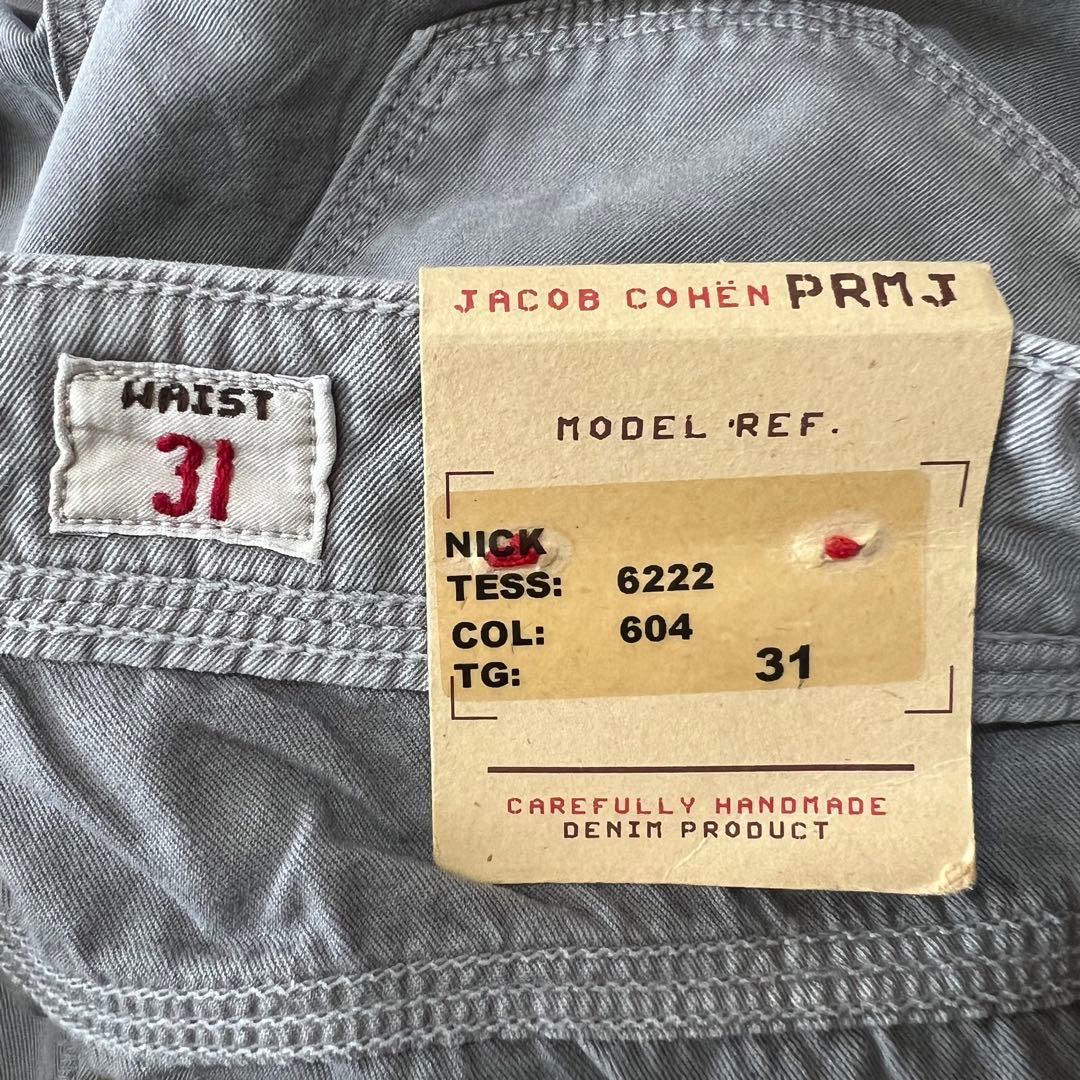 WAIST
31
JACOB COHËN PRMJ
MODEL REF.
NICK
TESS: 6222
COL: 604
TG: 31
CAREFULLY HANDMADE
DENIM PRODUCT